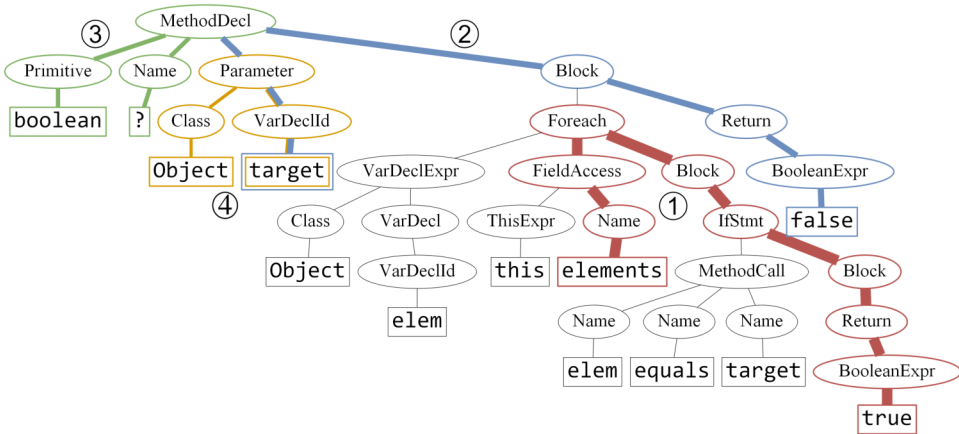 MethodDecl
③ ②
Primitive Name Parameter Block
boolean ? Class VarDeclId Foreach Return
Object target VarDeclExpr FieldAccess Block BooleanExpr
④ ①
Class VarDecl ThisExpr Name IfStmt false
Object VarDeclId this elements MethodCall Block
elem Name Name Name Return
elem equals target BooleanExpr
true